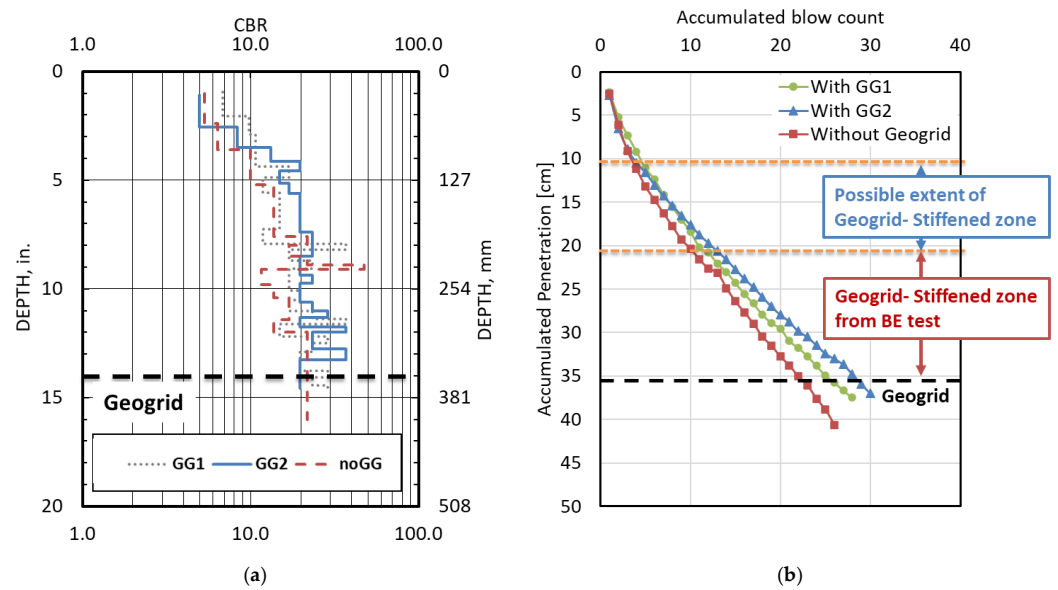 CBR
1.0 10.0 100.0
0 0
5 127
10 254
15 381
20 508
DEPTH, in.
DEPTH, mm
Geogrid
GG1 GG2 noGG
1.0 10.0 100.0
(a)
Accumulated blow count
0 10 20 30 40
0
5
10
15
20
25
30
35
40
45
50
Accumulated Penetration [cm]
With GG1
With GG2
Without Geogrid
Possible extent of
Geogrid- Stiffened zone
Geogrid- Stiffened zone
from BE test
Geogrid
(b)